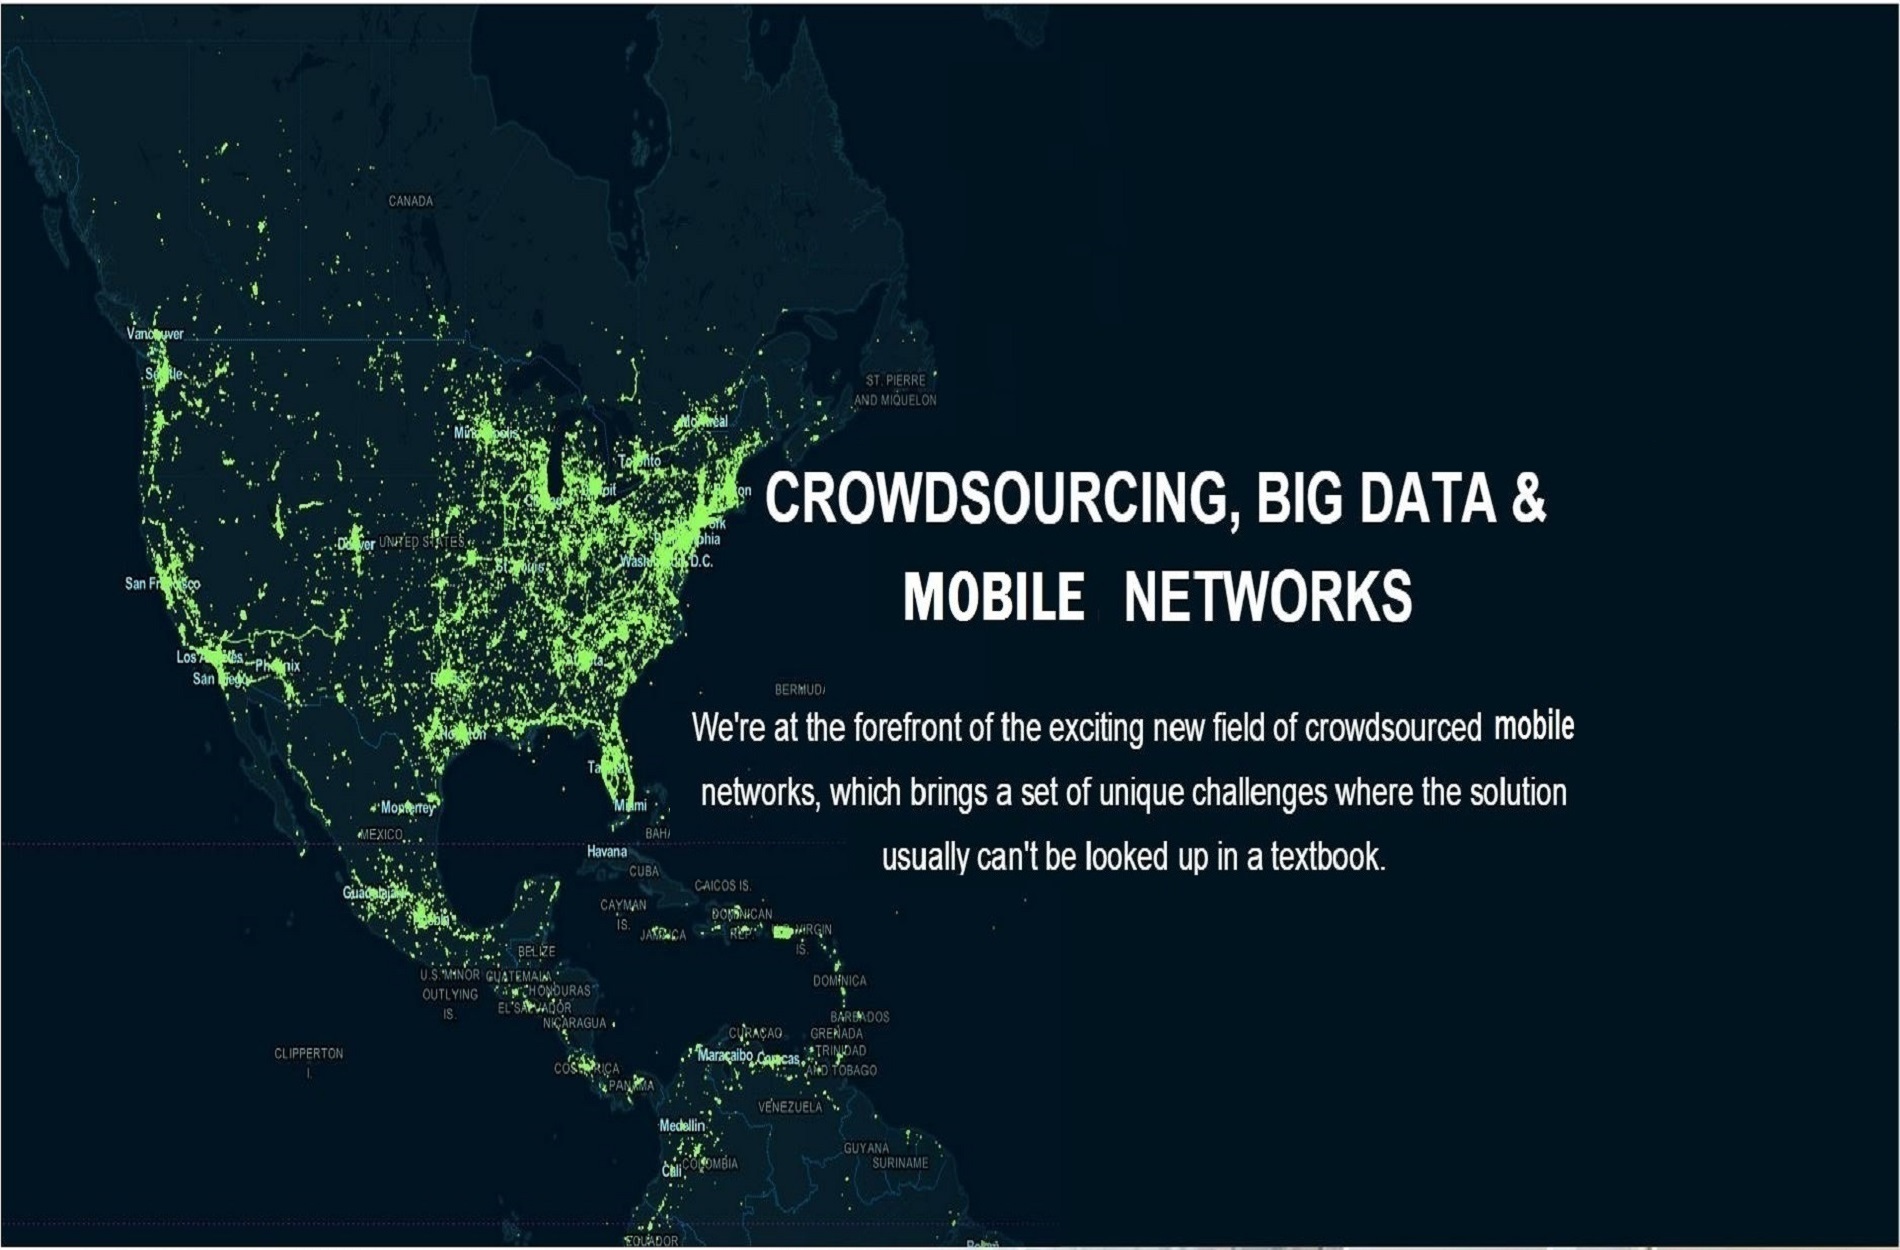 CANADA
Vancouver
Seattle
ST. PIERRE
AND MIQUELON
Montreal
Minneapolis
Toronto
CROWDSOURCING, BIG DATA &
Denver
UNITED STATES
St. Louis
Washington, D.C.
San Francisco
MOBILE NETWORKS
Los Angeles
Phoenix
San Diego
Atlanta
BERMUD
We're at the forefront of the exciting new field of crowdsourced mobile
Houston
networks, which brings a set of unique challenges where the solution
Monterrey
Miami
MEXICO
BAHA
usually can't be looked up in a textbook.
Havana
CUBA
CAICOS IS.
Guadalajara
CAYMAN
IS.
DOMINICAN
REP.
JAMAICA
VIRGIN
IS.
BELIZE
U.S. MINOR
OUTLYING
IS.
GUATEMALA
HONDURAS
EL SALVADOR
NICARAGUA
DOMINICA
BARBADOS
CURAÇAO
GRENADA
TRINIDAD
AND TOBAGO
CLIPPERTON
I.
Maracaibo
Caracas
COSTA RICA
PANAMA
VENEZUELA
Medellin
GUYANA
SURINAME
Cali
COLOMBIA
ECUADOR